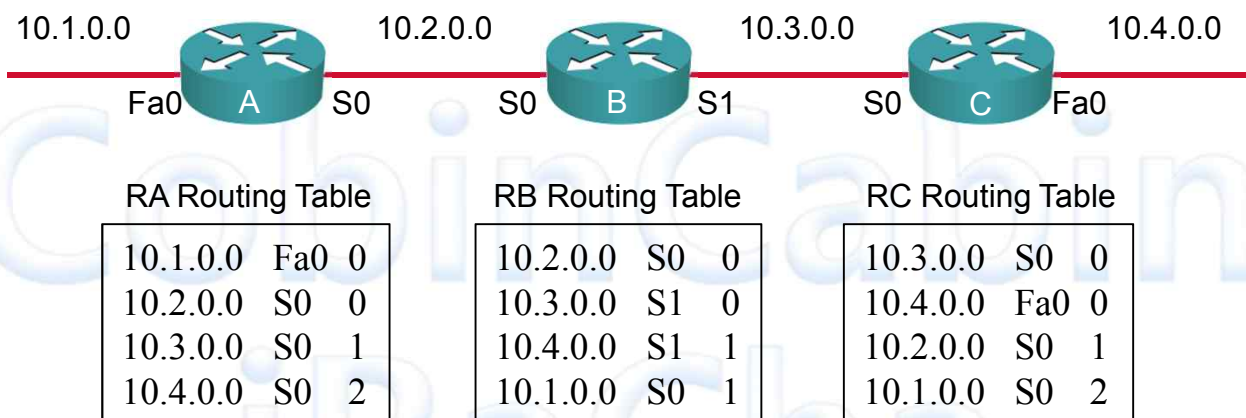 10.1.0.0 10.2.0.0 10.3.0.0 10.4.0.0
Fa0 A S0 S0 B S1 S0 C Fa0
RA Routing Table
10.1.0.0 Fa0 0
10.2.0.0 S0 0
10.3.0.0 S0 1
10.4.0.0 S0 2
RB Routing Table
10.2.0.0 S0 0
10.3.0.0 S1 0
10.4.0.0 S1 1
10.1.0.0 S0 1
RC Routing Table
10.3.0.0 S0 0
10.4.0.0 Fa0 0
10.2.0.0 S0 1
10.1.0.0 S0 2
CobinCabin